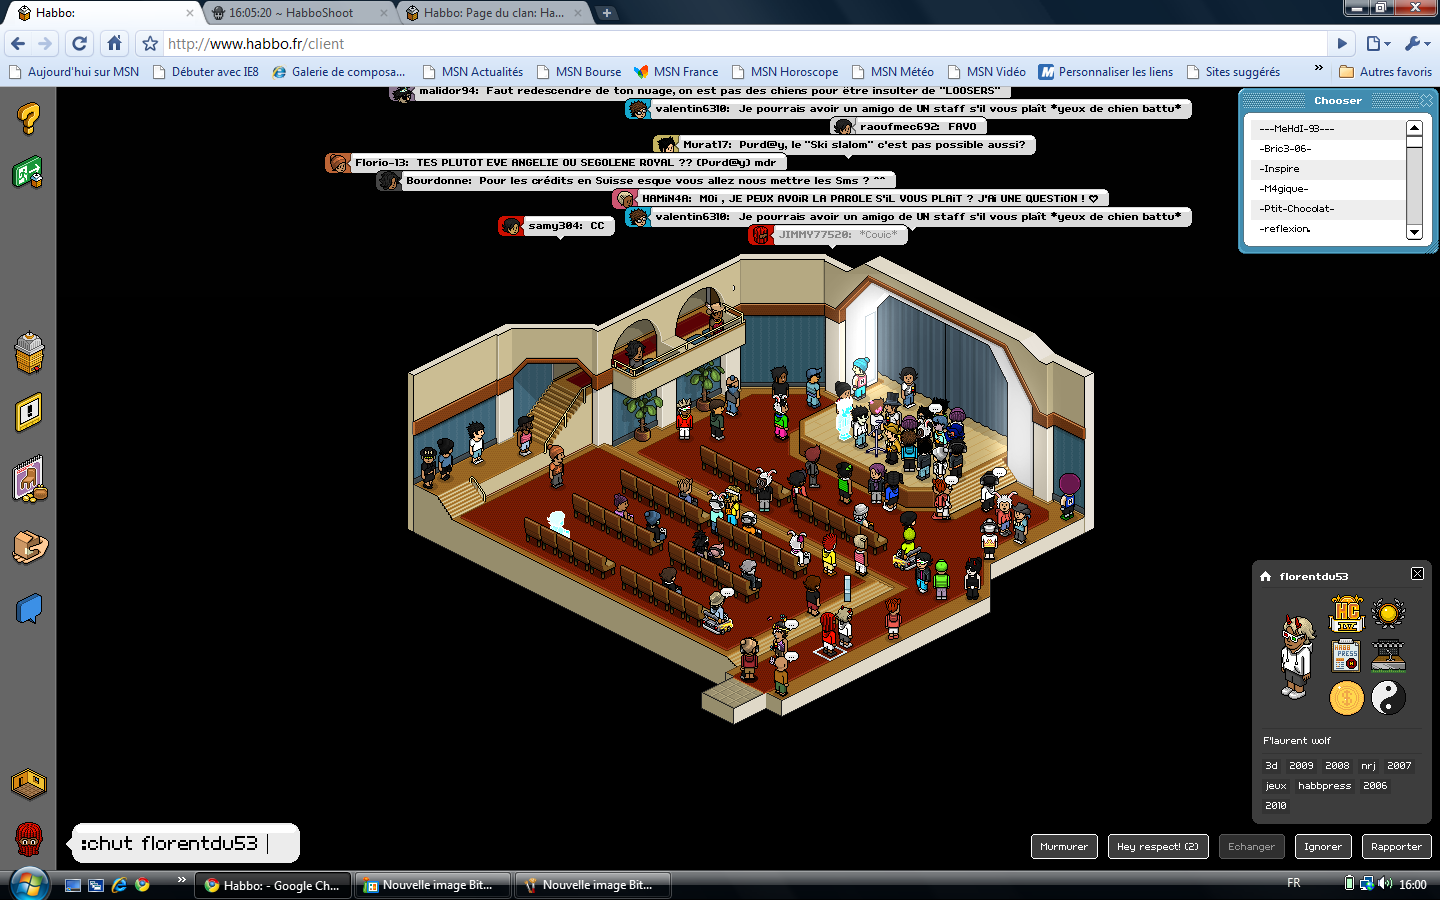 Habbo:
16:05:20 ~ HabboShoot
Habbo: Page du clan: Ha...
http://www.habbo.fr/client
Aujourd'hui sur MSN
Débuter avec IE8
Galerie de composa...
MSN Actualités
MSN Bourse
MSN France
MSN Horoscope
MSN Météo
MSN Vidéo
Personnaliser les liens
Sites suggérés
»
Autres favoris
malidor94: Faut redescendre de ton nuage, on est pas des chiens pour être insulter de "LOOSERS"
valentin6310: Je pourrais avoir un amigo de UN staff s'il vous plaît *yeux de chien battu*
raoufmec692: FAVO
Murat17: Purd@y, le "Ski slalom" c'est pas possible aussi?
Florio-13: TES PLUTOT EVE ANGELIE OU SEGOLENE ROYAL ?? (Purd@y) mdr
Bourdonne: Pour les crédits en Suisse esque vous allez nous mettre les Sms ? ^^
HAMiN4A: MOi , JE PEUX AVOiR LA PAROLE S'iL VOUS PLAiT ? J'Ai UNE QUESTiON ! ♡
valentin6310: Je pourrais avoir un amigo de UN staff s'il vous plaît *yeux de chien battu*
samy304: CC
JIMMY77520: *Couic*
Chooser
---MeHdI-93---
-Bric3-06-
-Inspire
-M4gique-
-Ptit-Chocolat-
-reflexion.
florentdu53
HC
PRESS
F'laurent wolf
3d 2009 2008 nrj 2007
jeux habbpress 2006
2010
:chut florentdu53
Murmurer
Hey respect! (2)
Echanger
Ignorer
Rapporter
»
Habbo: - Google Ch...
Nouvelle image Bit...
Nouvelle image Bit...
FR
16:00